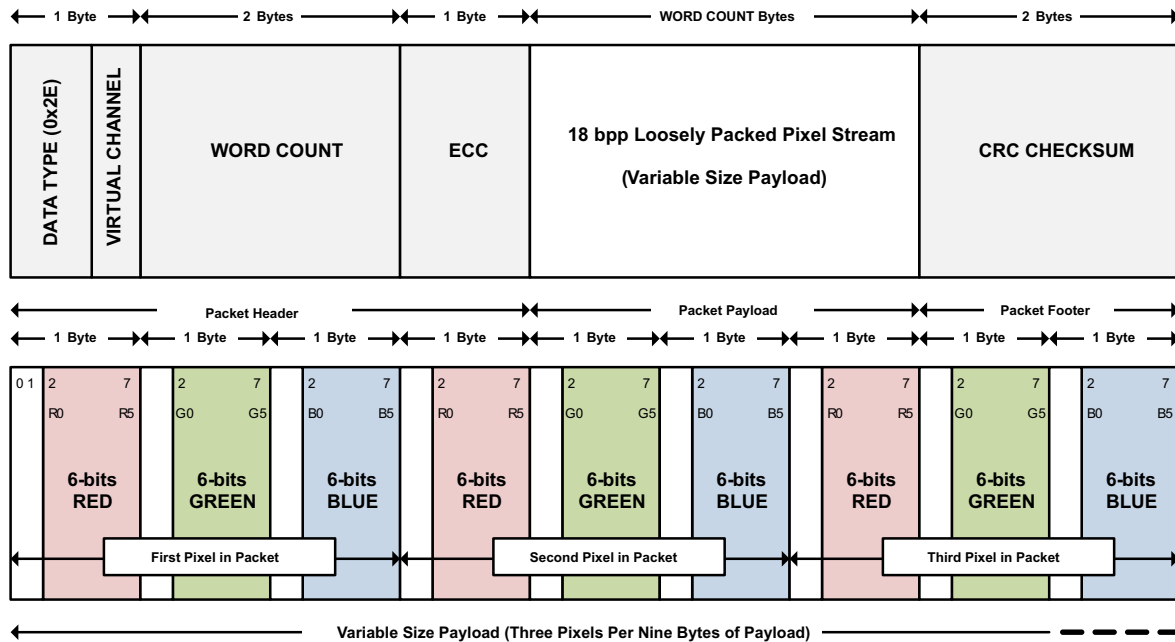 1 Byte 2 Bytes 1 Byte WORD COUNT Bytes 2 Bytes
DATA TYPE (0x2E)
VIRTUAL CHANNEL
WORD COUNT
ECC
18 bpp Loosely Packed Pixel Stream
(Variable Size Payload)
CRC CHECKSUM
Packet Header Packet Payload Packet Footer
1 Byte 1 Byte 1 Byte 1 Byte 1 Byte 1 Byte 1 Byte 1 Byte 1 Byte
0 1 2 7 2 7 2 7 2 7 2 7 2 7 2 7 2 7 2 7
R0 R5 G0 G5 B0 B5 R0 R5 G0 G5 B0 B5 R0 R5 G0 G5 B0 B5
6-bits 6-bits 6-bits 6-bits 6-bits 6-bits 6-bits 6-bits 6-bits
RED GREEN BLUE RED GREEN BLUE RED GREEN BLUE
First Pixel in Packet Second Pixel in Packet Third Pixel in Packet
Variable Size Payload (Three Pixels Per Nine Bytes of Payload)